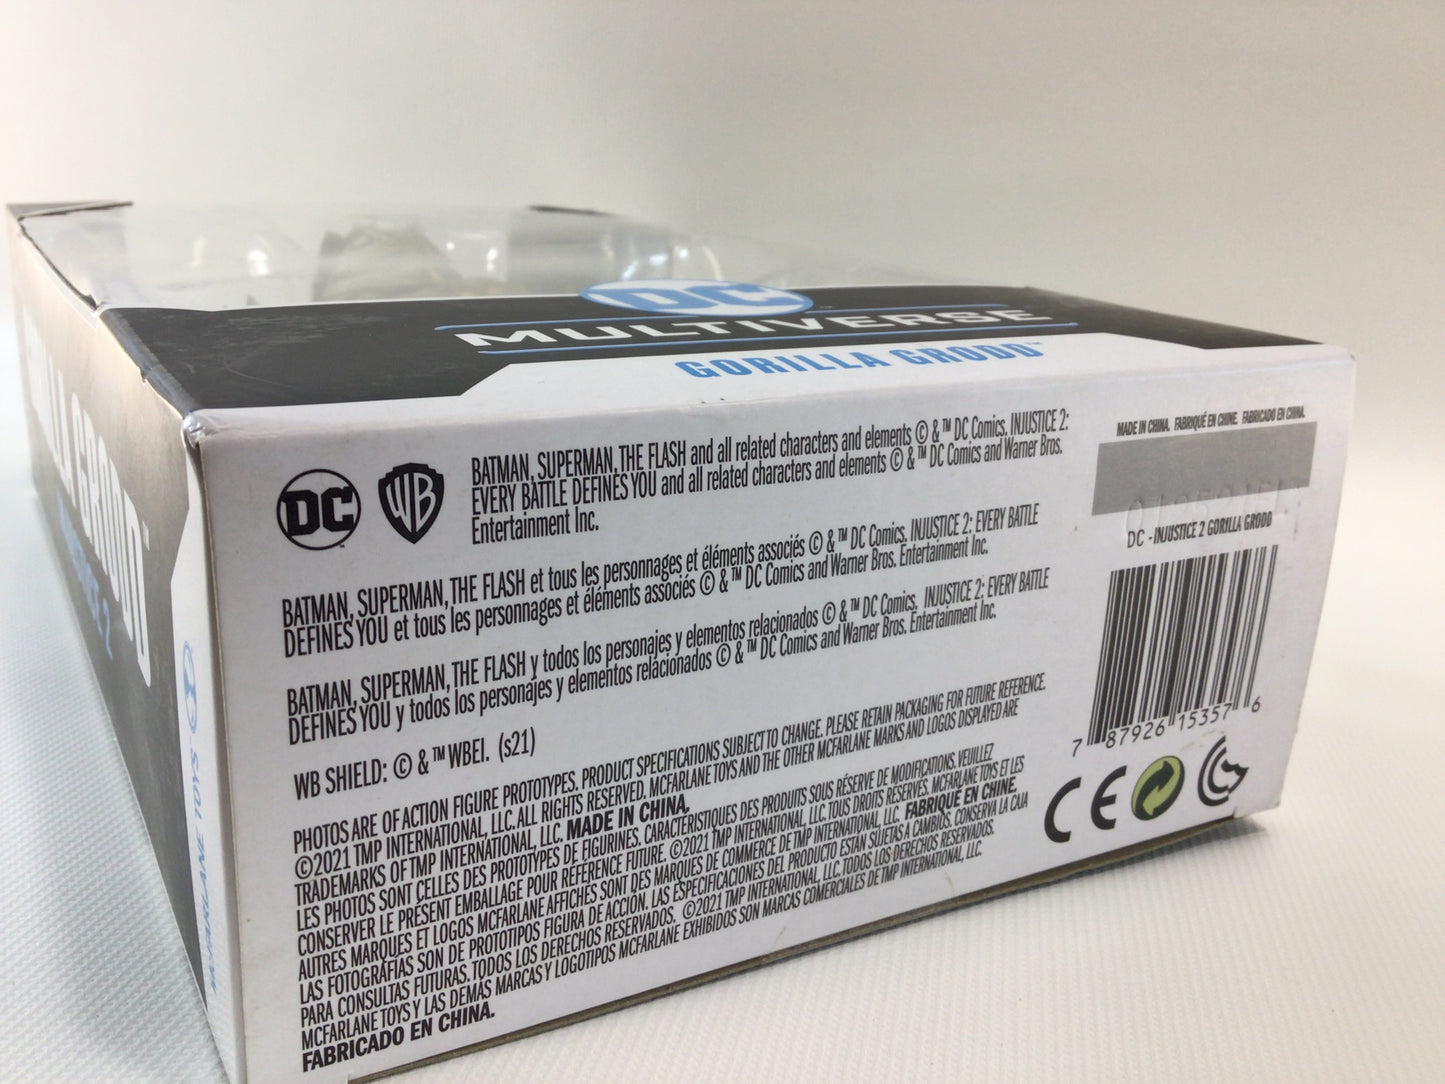 DC
MULTIVERSE
GORILLA GRODD™
DC
WB
BATMAN, SUPERMAN, THE FLASH and all related characters and elements © & ™ DC Comics. INJUSTICE 2:
EVERY BATTLE DEFINES YOU and all related characters and elements © & ™ DC Comics and Warner Bros.
Entertainment Inc.
BATMAN, SUPERMAN, THE FLASH et tous les personnages et éléments associés © & ™ DC Comics. INJUSTICE 2: EVERY BATTLE
DEFINES YOU et tous les personnages et éléments associés © & ™ DC Comics and Warner Bros. Entertainment Inc.
BATMAN, SUPERMAN, THE FLASH y todos los personajes y elementos relacionados © & ™ DC Comics. INJUSTICE 2: EVERY BATTLE
DEFINES YOU y todos los personajes y elementos relacionados © & ™ DC Comics and Warner Bros. Entertainment Inc.
WB SHIELD: © & ™ WBEI. (s21)
PHOTOS ARE OF ACTION FIGURE PROTOTYPES, PRODUCT SPECIFICATIONS SUBJECT TO CHANGE. PLEASE RETAIN PACKAGING FOR FUTURE REFERENCE.
©2021 TMP INTERNATIONAL, LLC. ALL RIGHTS RESERVED. MCFARLANE TOYS AND THE OTHER MCFARLANE MARKS AND LOGOS DISPLAYED ARE
TRADEMARKS OF TMP INTERNATIONAL, LLC. MADE IN CHINA.
LES PHOTOS SONT CELLES DES PROTOTYPES DE FIGURINES. CARACTÉRISTIQUES DES PRODUITS SOUS RÉSERVE DE MODIFICATIONS. VEUILLEZ
CONSERVER LE PRÉSENT EMBALLAGE POUR RÉFÉRENCE FUTURE. ©2021 TMP INTERNATIONAL, LLC. TOUS DROITS RÉSERVÉS. MCFARLANE TOYS ET LES
AUTRES MARQUES ET LOGOS MCFARLANE AFFICHÉS SONT DES MARQUES DE COMMERCE DE TMP INTERNATIONAL, LLC. FABRIQUÉ EN CHINE.
LAS FOTOGRAFÍAS SON DE PROTOTIPOS FIGURA DE ACCIÓN. LAS ESPECIFICACIONES DEL PRODUCTO ESTÁN SUJETAS A CAMBIOS. CONSERVA LA CAJA
PARA CONSULTAS FUTURAS. TODOS LOS DERECHOS RESERVADOS. ©2021 TMP INTERNATIONAL, LLC. TODOS LOS DERECHOS RESERVADOS.
MCFARLANE TOYS Y LAS DEMÁS MARCAS Y LOGOTIPOS MCFARLANE EXHIBIDOS SON MARCAS COMERCIALES DE TMP INTERNATIONAL, LLC.
FABRICADO EN CHINA.
MADE IN CHINA. FABRIQUÉ EN CHINE. FABRICADO EN CHINA.
DC - INJUSTICE 2 GORILLA GRODD
7 87926 15357 6
CE
GRODD™
MCFARLANE TOYS